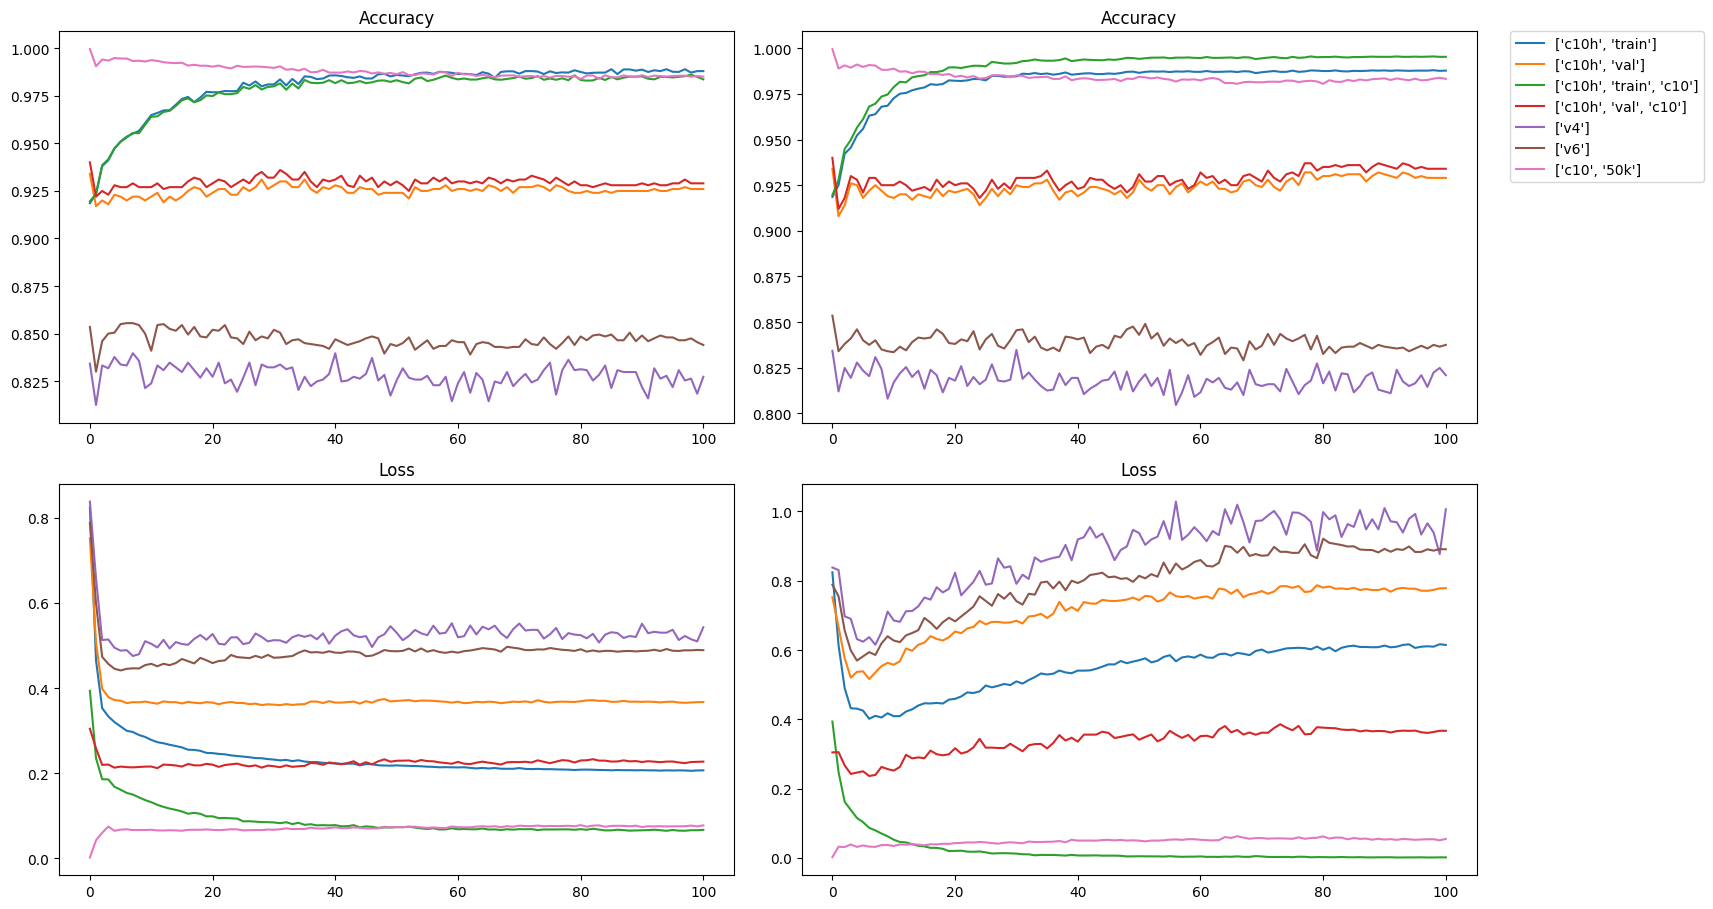 Accuracy
1.000
0.975
0.950
0.925
0.900
0.875
0.850
0.825
0 20 40 60 80 100
Accuracy
1.000
0.975
0.950
0.925
0.900
0.875
0.850
0.825
0.800
0 20 40 60 80 100
['c10h', 'train']
['c10h', 'val']
['c10h', 'train', 'c10']
['c10h', 'val', 'c10']
['v4']
['v6']
['c10', '50k']
Loss
0.8
0.6
0.4
0.2
0.0
0 20 40 60 80 100
Loss
1.0
0.8
0.6
0.4
0.2
0.0
0 20 40 60 80 100